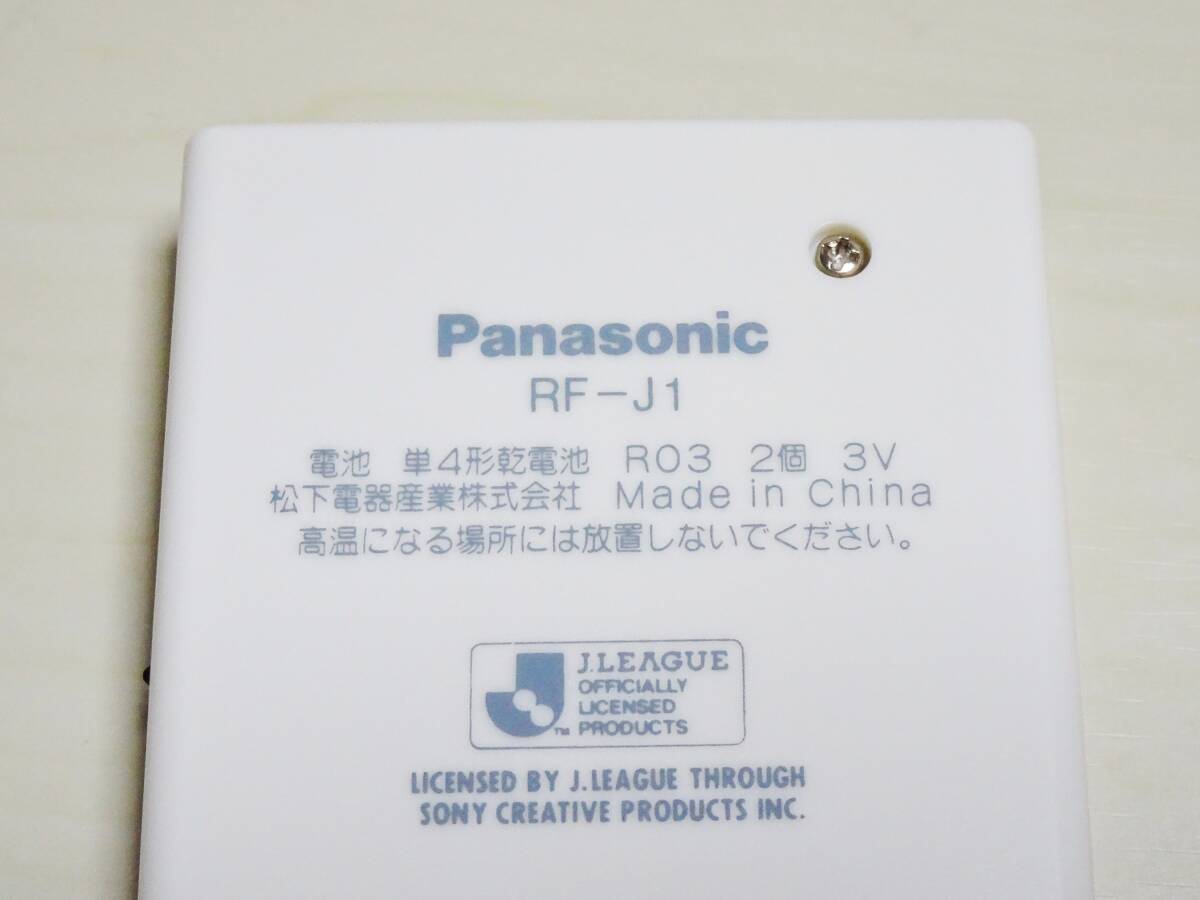 Panasonic
RF-J1
電池 単4形乾電池 R03 2個 3V
松下電器産業株式会社 Made in China
高温になる場所には放置しないでください。
J.LEAGUE
OFFICIALLY
LICENSED
PRODUCTS
TM
LICENSED BY J.LEAGUE THROUGH
SONY CREATIVE PRODUCTS INC.